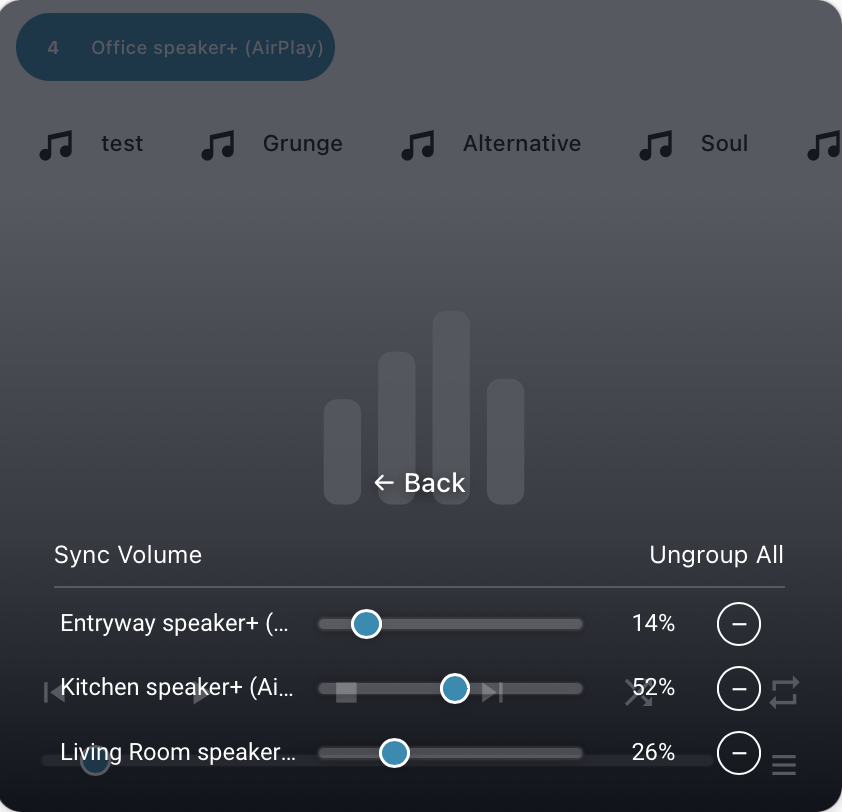 4 Office speaker+ (AirPlay)
test Grunge Alternative Soul
← Back
Sync Volume Ungroup All
Entryway speaker+ (... 14%
Kitchen speaker+ (Ai... 52%
Living Room speaker... 26%